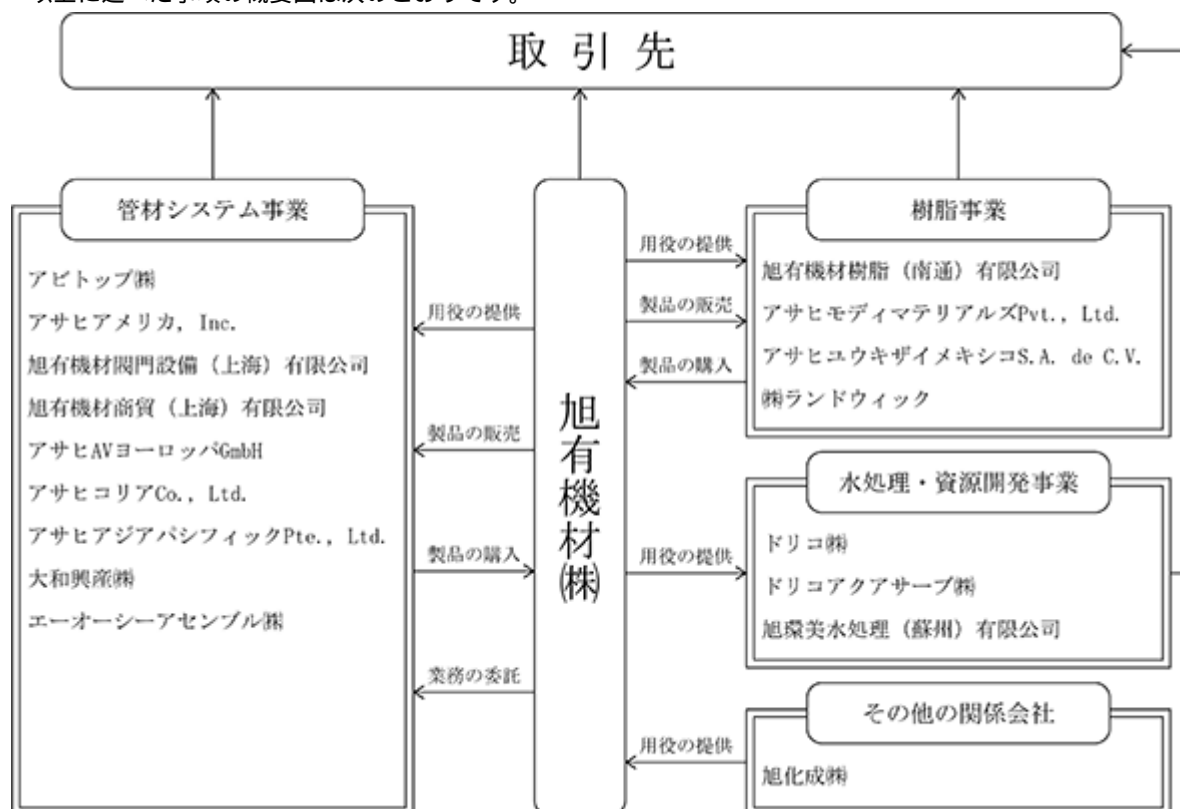 取引先
管材システム事業
アビトップ㈱
アサヒアメリカ, Inc.
旭有機材閥門設備（上海）有限公司
旭有機材商貿（上海）有限公司
アサヒAVヨーロッパGmbH
アサヒコリアCo., Ltd.
アサヒアジアパシフィックPte., Ltd.
大和興産㈱
エーオーシーアセンブル㈱
用役の提供
製品の販売
製品の購入
業務の委託
旭有機材㈱
用役の提供
製品の販売
製品の購入
樹脂事業
旭有機材樹脂（南通）有限公司
アサヒモディマテリアルズPvt., Ltd.
アサヒユウキザイメキシコS.A. de C.V.
㈱ランドウィック
用役の提供
水処理・資源開発事業
ドリコ㈱
ドリコアクアサーブ㈱
旭環美水処理（蘇州）有限公司
用役の提供
その他の関係会社
旭化成㈱